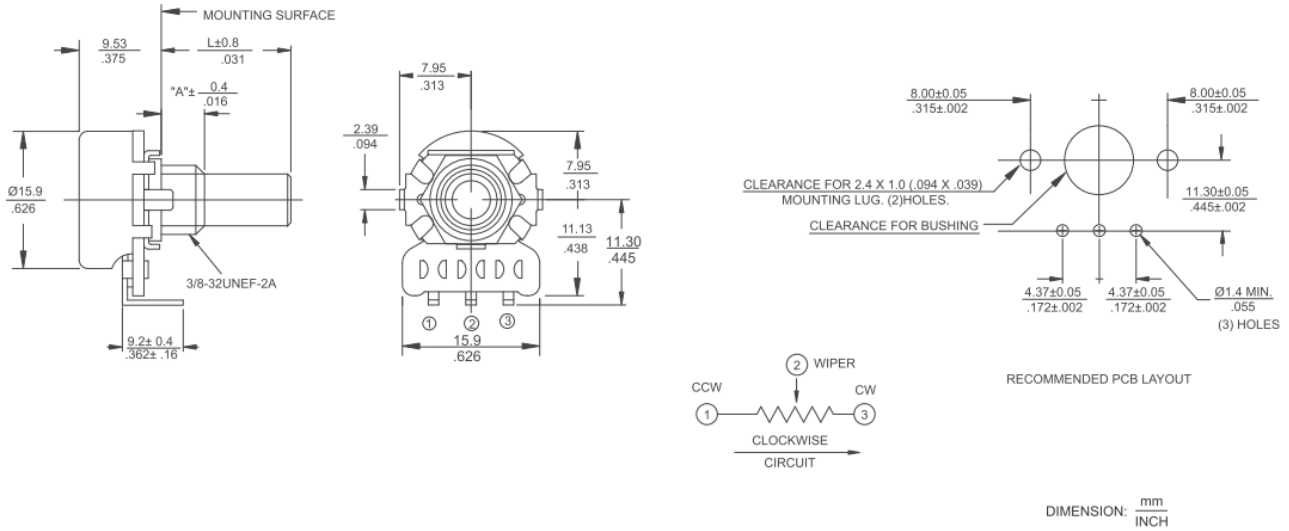 MOUNTING SURFACE
9.53
.375
L±0.8
.031
"A"± 0.4
.016
Ø15.9
.626
3/8-32UNEF-2A
9.2± 0.4
.362± .16
7.95
.313
2.39
.094
7.95
.313
11.13
.438
11.30
.445
1
2
3
15.9
.626
8.00±0.05
.315±.002
8.00±0.05
.315±.002
CLEARANCE FOR 2.4 X 1.0 (.094 X .039)
MOUNTING LUG. (2)HOLES.
CLEARANCE FOR BUSHING
11.30±0.05
.445±.002
4.37±0.05
.172±.002
4.37±0.05
.172±.002
Ø1.4 MIN.
.055
(3) HOLES
RECOMMENDED PCB LAYOUT
2 WIPER
CCW
CW
1
3
CLOCKWISE
CIRCUIT
DIMENSION: mm
INCH